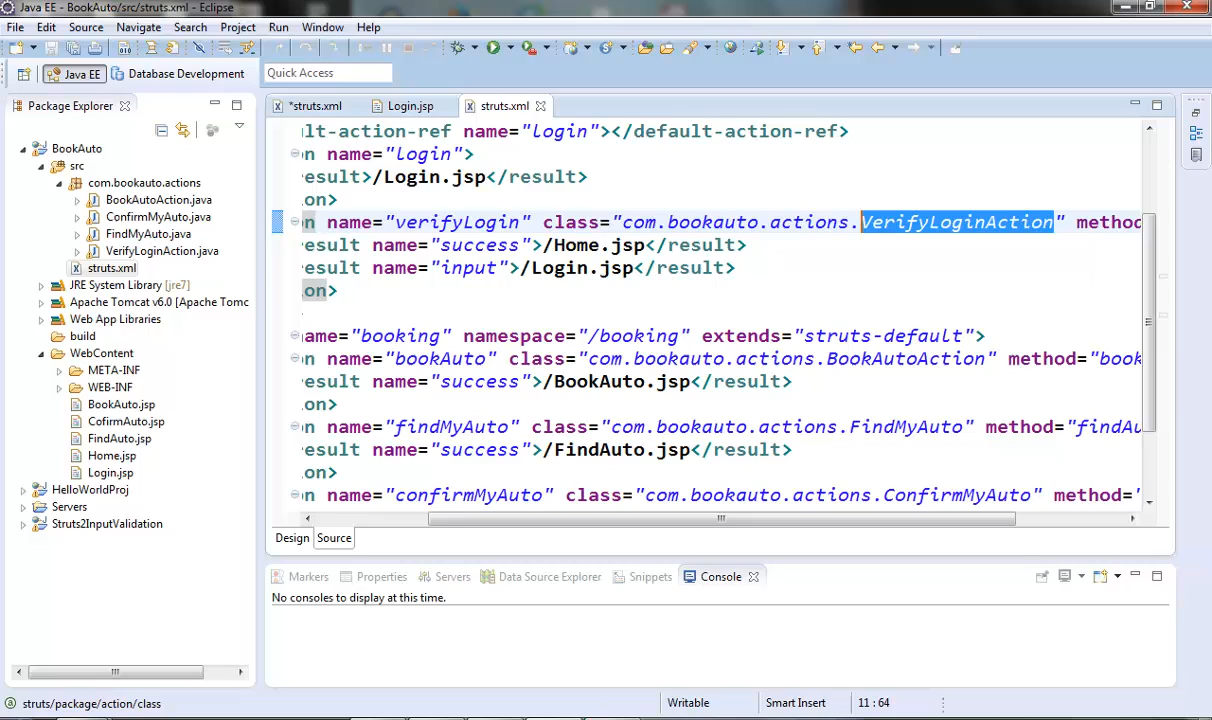 Java EE - BookAuto/src/struts.xml - Eclipse
File Edit Source Navigate Search Project Run Window Help
Java EE Database Development Quick Access
Package Explorer
*struts.xml Login.jsp struts.xml
BookAuto
src
com.bookauto.actions
BookAutoAction.java
ConfirmMyAuto.java
FindMyAuto.java
VerifyLoginAction.java
struts.xml
JRE System Library [jre7]
Apache Tomcat v6.0 [Apache Tomc
Web App Libraries
build
WebContent
META-INF
WEB-INF
BookAuto.jsp
CofirmAuto.jsp
FindAuto.jsp
Home.jsp
Login.jsp
HelloWorldProj
Servers
Struts2InputValidation
ılt-action-ref name="login"></default-action-ref>
n name="login">
esult>/Login.jsp</result>
on>
n name="verifyLogin" class="com.bookauto.actions.VerifyLoginAction" method
esult name="success">/Home.jsp</result>
esult name="input">/Login.jsp</result>
on>
name="booking" namespace="/booking" extends="struts-default">
n name="bookAuto" class="com.bookauto.actions.BookAutoAction" method="book
esult name="success">/BookAuto.jsp</result>
on>
n name="findMyAuto" class="com.bookauto.actions.FindMyAuto" method="findAu
esult name="success">/FindAuto.jsp</result>
on>
n name="confirmMyAuto" class="com.bookauto.actions.ConfirmMyAuto" method="
Design Source
Markers Properties Servers Data Source Explorer Snippets Console
No consoles to display at this time.
struts/package/action/class Writable Smart Insert 11 : 64